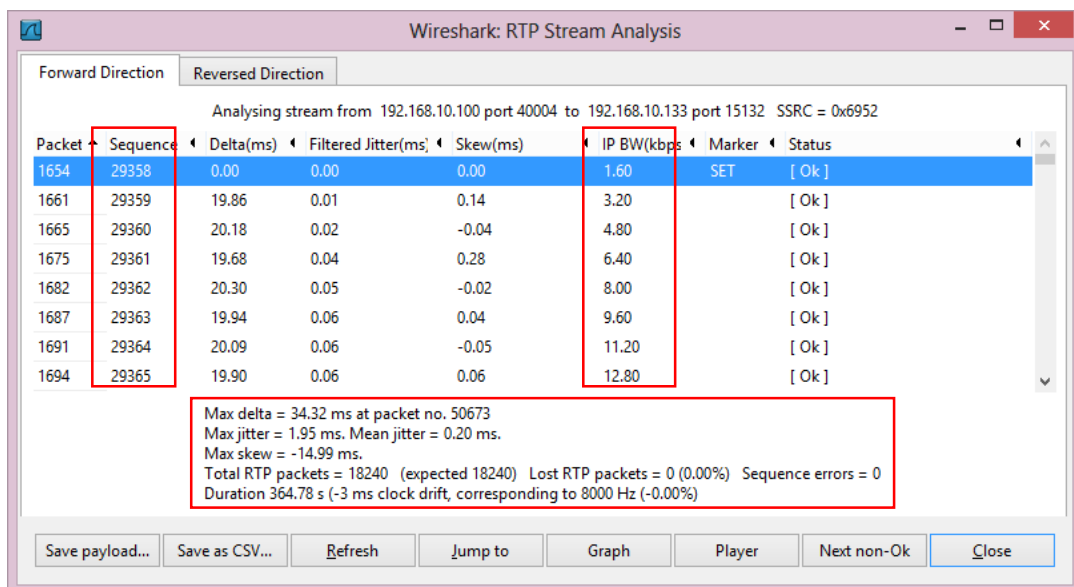 Wireshark: RTP Stream Analysis
Forward Direction Reversed Direction
Analysing stream from 192.168.10.100 port 40004 to 192.168.10.133 port 15132 SSRC = 0x6952
Packet Sequence Delta(ms) Filtered Jitter(ms) Skew(ms) IP BW(kbps Marker Status
1654 29358 0.00 0.00 0.00 1.60 SET [ Ok ]
1661 29359 19.86 0.01 0.14 3.20 [ Ok ]
1665 29360 20.18 0.02 -0.04 4.80 [ Ok ]
1675 29361 19.68 0.04 0.28 6.40 [ Ok ]
1682 29362 20.30 0.05 -0.02 8.00 [ Ok ]
1687 29363 19.94 0.06 0.04 9.60 [ Ok ]
1691 29364 20.09 0.06 -0.05 11.20 [ Ok ]
1694 29365 19.90 0.06 0.06 12.80 [ Ok ]
Max delta = 34.32 ms at packet no. 50673
Max jitter = 1.95 ms. Mean jitter = 0.20 ms.
Max skew = -14.99 ms.
Total RTP packets = 18240 (expected 18240) Lost RTP packets = 0 (0.00%) Sequence errors = 0
Duration 364.78 s (-3 ms clock drift, corresponding to 8000 Hz (-0.00%)
Save payload... Save as CSV... Refresh Jump to Graph Player Next non-Ok Close